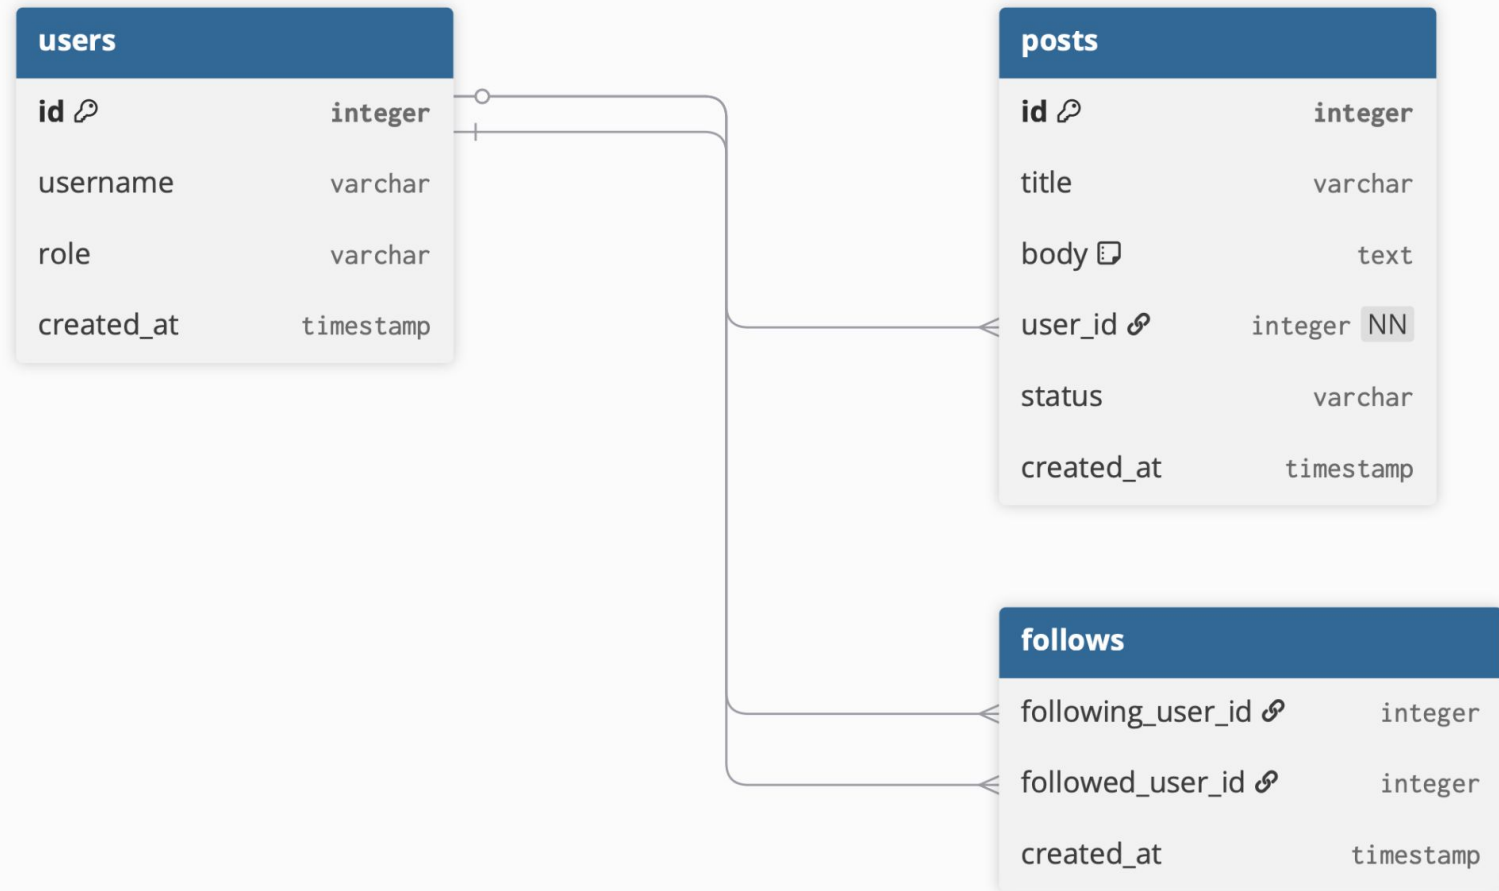 users
id integer
username varchar
role varchar
created_at timestamp
posts
id integer
title varchar
body text
user_id integer NN
status varchar
created_at timestamp
follows
following_user_id integer
followed_user_id integer
created_at timestamp